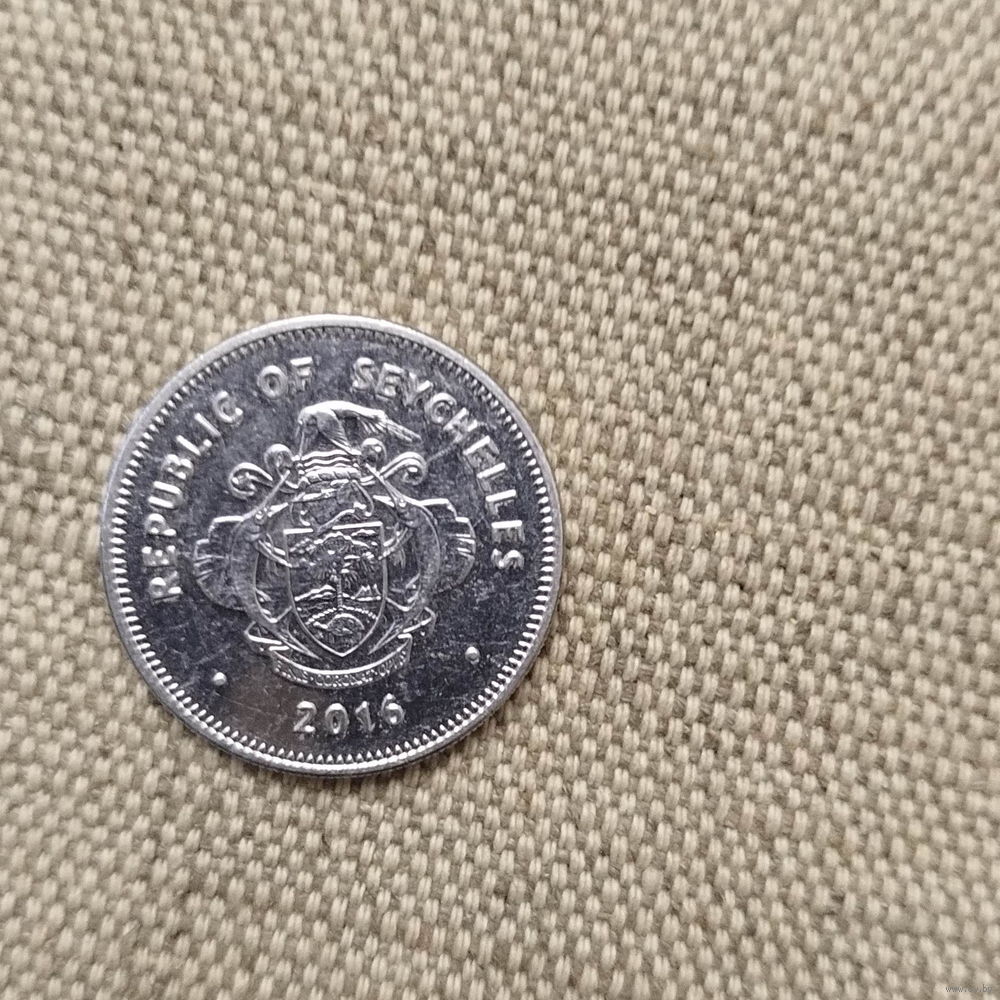 REPUBLIC OF SEYCHELLES
2016